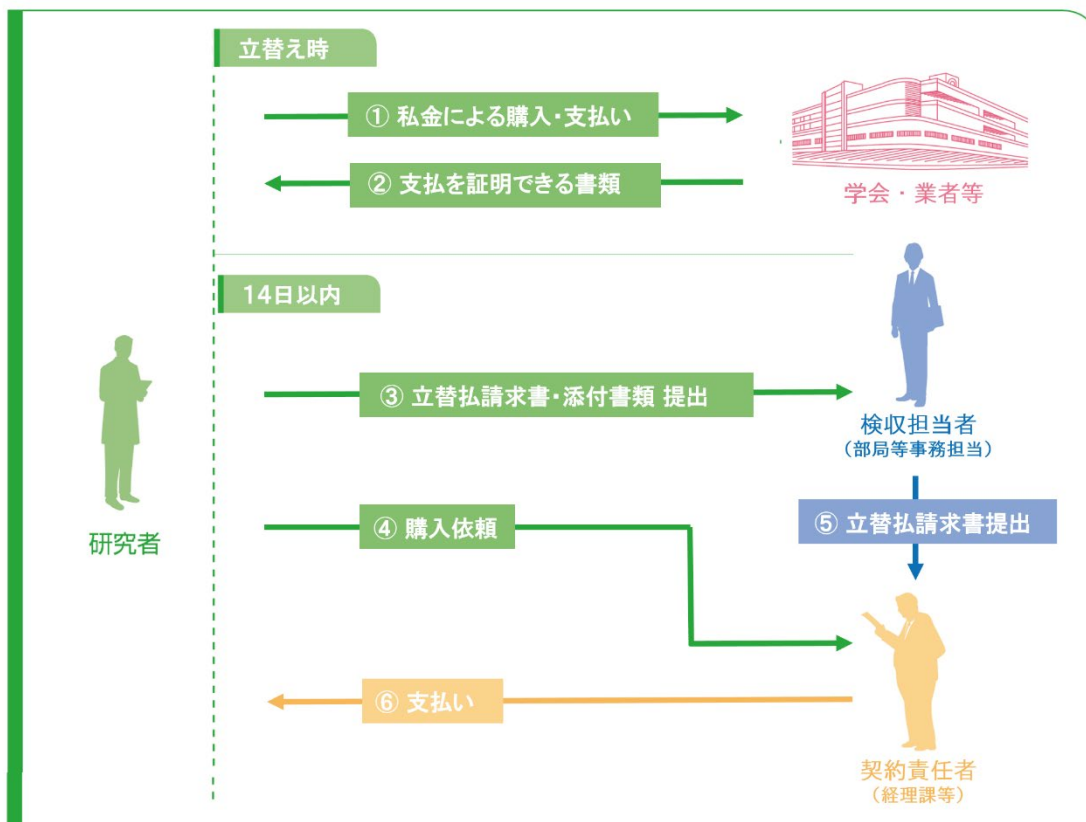 立替え時
① 私金による購入・支払い
② 支払を証明できる書類
学会・業者等
14日以内
③ 立替払請求書・添付書類 提出
検収担当者
（部局等事務担当）
研究者
④ 購入依頼
⑤ 立替払請求書提出
⑥ 支払い
契約責任者
（経理課等）